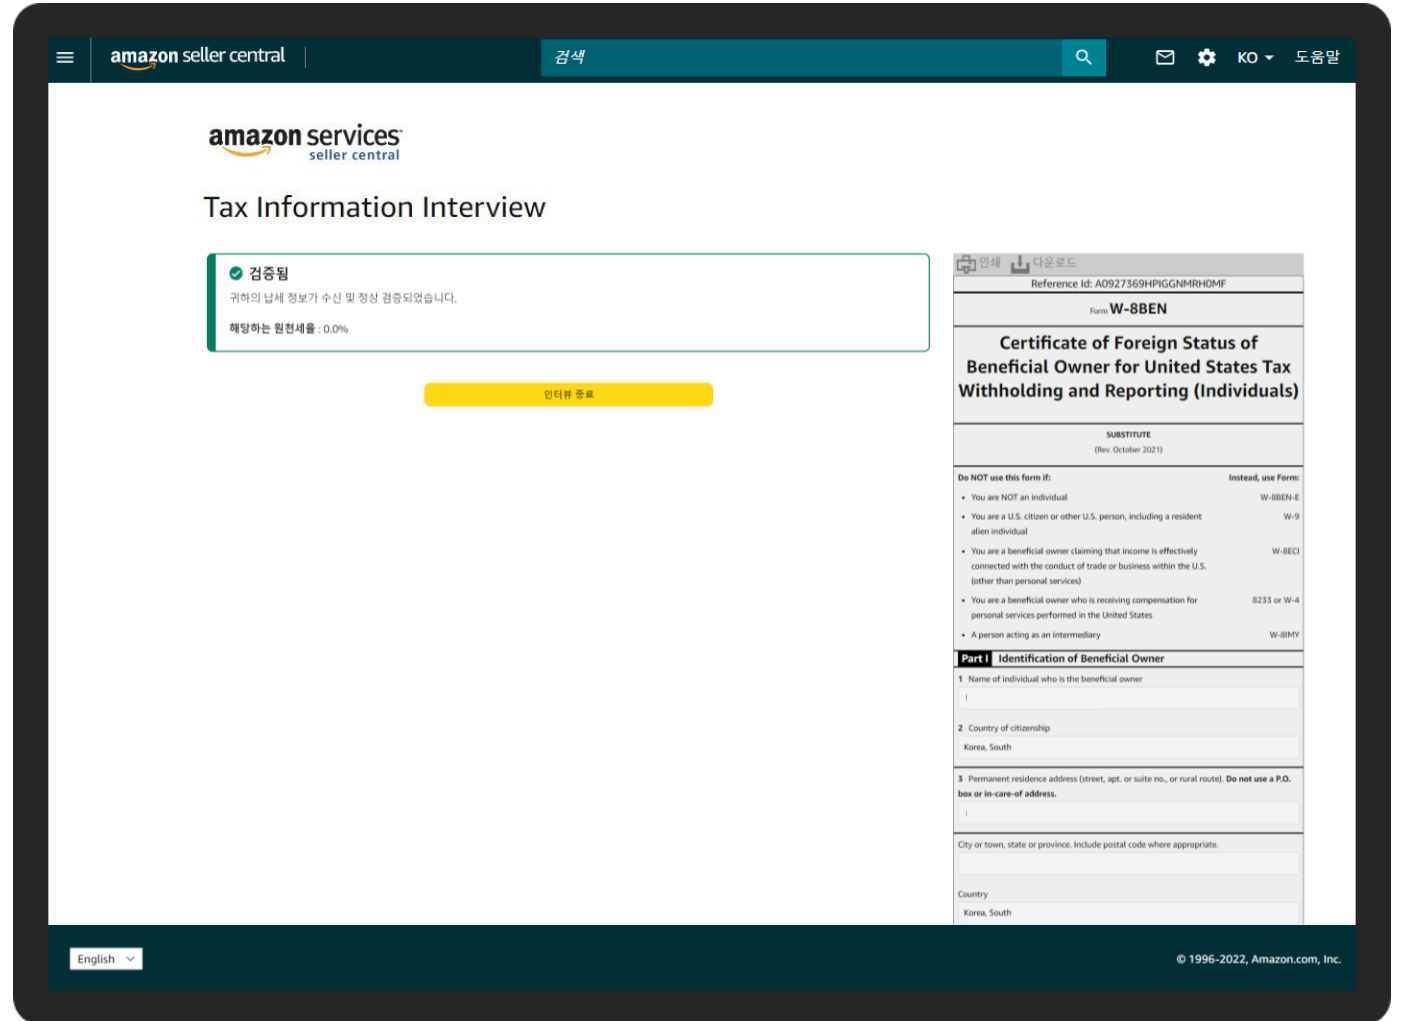 amazon seller central
검색
KO
도움말
amazon services
seller central
Tax Information Interview
검증됨
귀하의 납세 정보가 수신 및 정상 검증되었습니다.
해당하는 원천세율 : 0.0%
인터뷰 종료
인쇄 다운로드
Reference Id: A0927369HPIGGNMRH0MF
Form W-8BEN
Certificate of Foreign Status of
Beneficial Owner for United States Tax
Withholding and Reporting (Individuals)
SUBSTITUTE
(Rev. October 2021)
Do NOT use this form if: Instead, use Form:
• You are NOT an individual W-8BEN-E
• You are a U.S. citizen or other U.S. person, including a resident W-9
alien individual
• You are a beneficial owner claiming that income is effectively W-8ECI
connected with the conduct of trade or business within the U.S.
(other than personal services)
• You are a beneficial owner who is receiving compensation for 8233 or W-4
personal services performed in the United States
• A person acting as an intermediary W-8IMY
Part I Identification of Beneficial Owner
1 Name of individual who is the beneficial owner
2 Country of citizenship
Korea, South
3 Permanent residence address (street, apt. or suite no., or rural route). Do not use a P.O.
box or in-care-of address.
City or town, state or province. Include postal code where appropriate.
Country
Korea, South
English
© 1996-2022, Amazon.com, Inc.